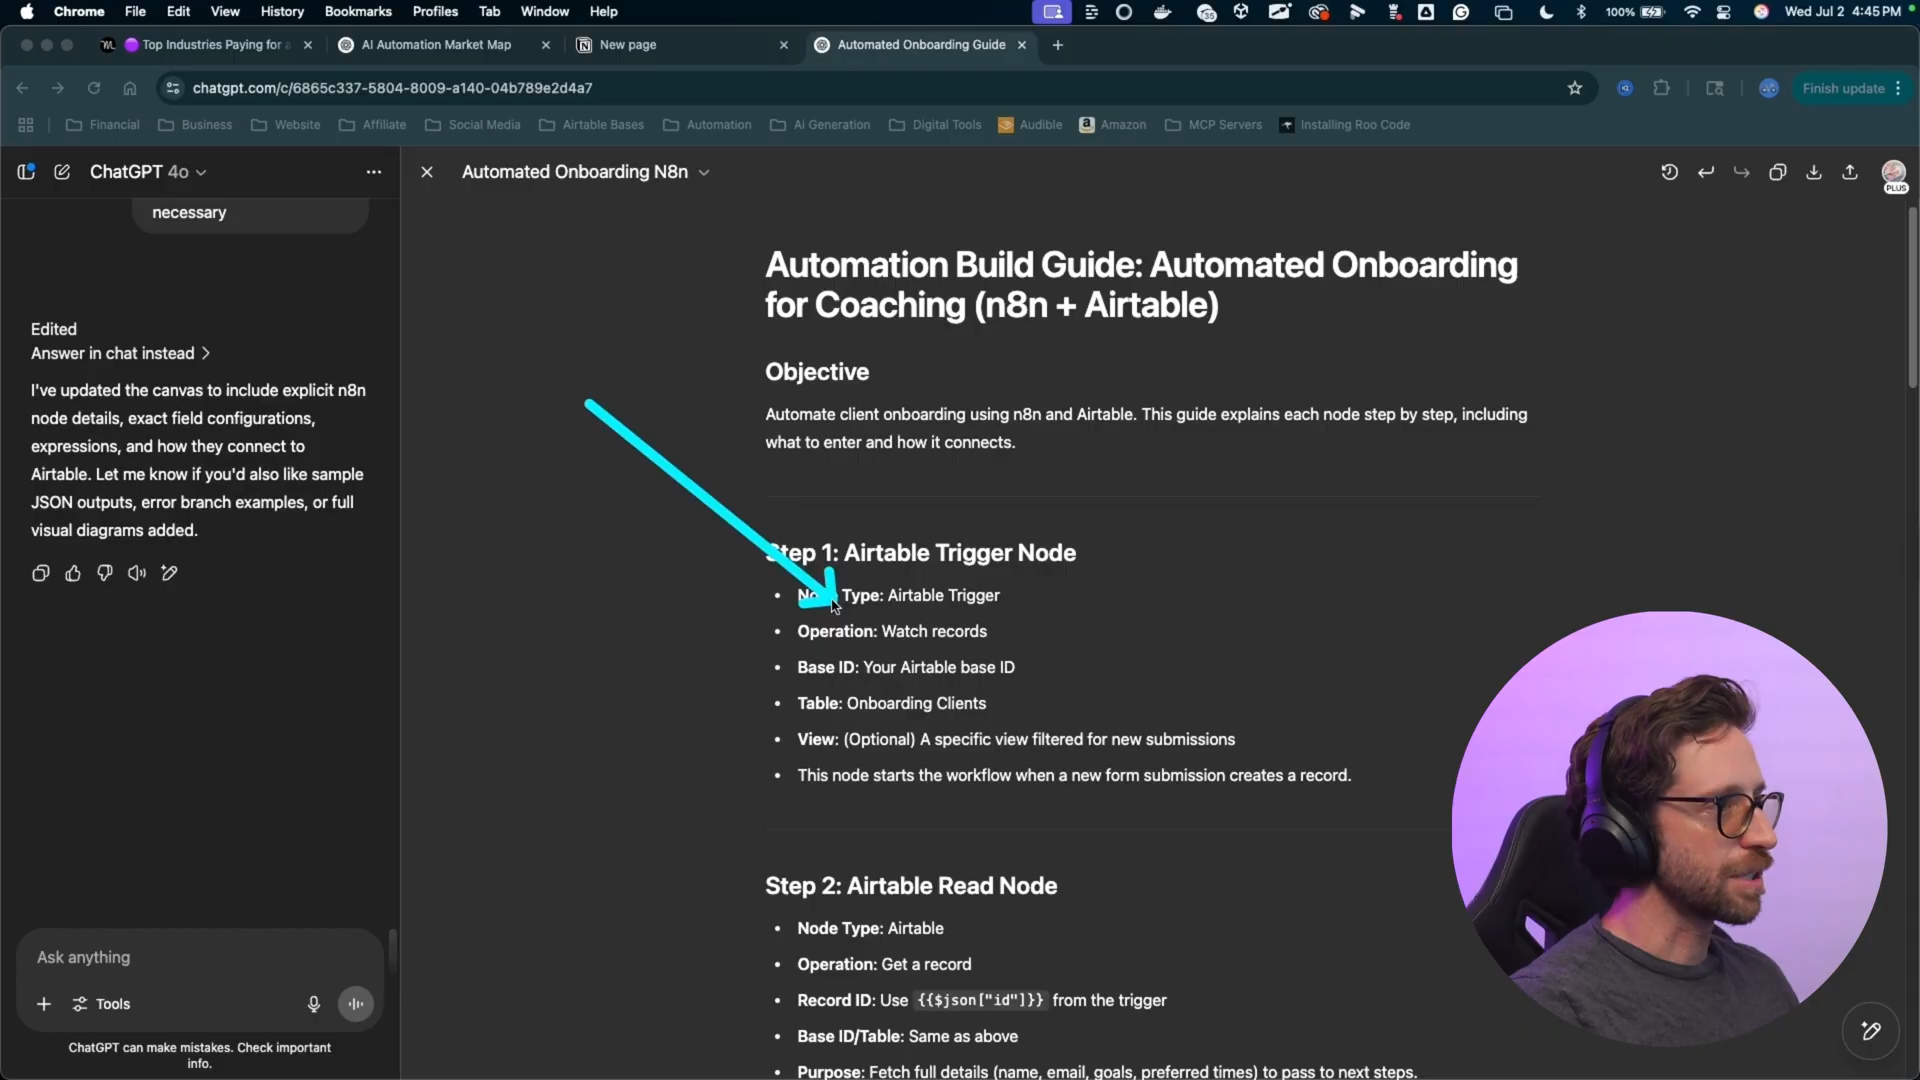 Chrome File Edit View History Bookmarks Profiles Tab Window Help 35 100% Wed Jul 2 4:45 PM
Top Industries Paying for a AI Automation Market Map New page Automated Onboarding Guide
chatgpt.com/c/6865c337-5804-8009-a140-04b789e2d4a7 Finish update
Financial Business Website Affiliate Social Media Airtable Bases Automation Ai Generation Digital Tools Audible Amazon MCP Servers Installing Roo Code
ChatGPT 4o
necessary
Edited
Answer in chat instead
I've updated the canvas to include explicit n8n
node details, exact field configurations,
expressions, and how they connect to
Airtable. Let me know if you'd also like sample
JSON outputs, error branch examples, or full
visual diagrams added.
Ask anything
Tools
ChatGPT can make mistakes. Check important
info.
Automated Onboarding N8n
PLUS
Automation Build Guide: Automated Onboarding
for Coaching (n8n + Airtable)
Objective
Automate client onboarding using n8n and Airtable. This guide explains each node step by step, including
what to enter and how it connects.
Step 1: Airtable Trigger Node
• Node Type: Airtable Trigger
• Operation: Watch records
• Base ID: Your Airtable base ID
• Table: Onboarding Clients
• View: (Optional) A specific view filtered for new submissions
• This node starts the workflow when a new form submission creates a record.
Step 2: Airtable Read Node
• Node Type: Airtable
• Operation: Get a record
• Record ID: Use {{$json["id"]}} from the trigger
• Base ID/Table: Same as above
• Purpose: Fetch full details (name, email, goals, preferred times) to pass to next steps.